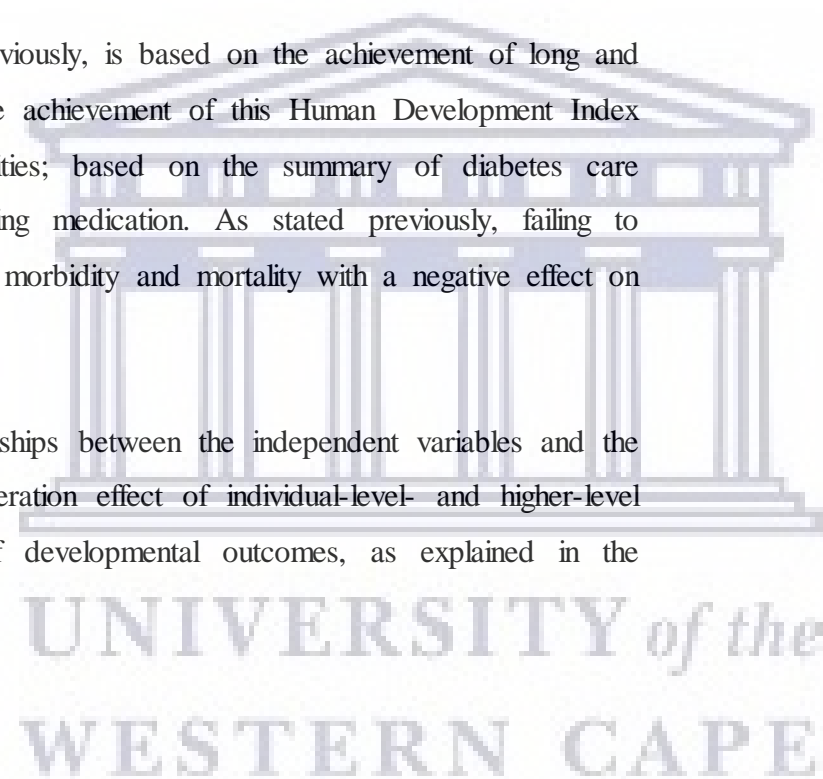 viously, is based on the achievement of long and
e achievement of this Human Development Index
ities; based on the summary of diabetes care
ing medication. As stated previously, failing to
morbidity and mortality with a negative effect on
ships between the independent variables and the
eration effect of individual-level- and higher-level
f developmental outcomes, as explained in the
UNIVERSITY of the
WESTERN CAPE